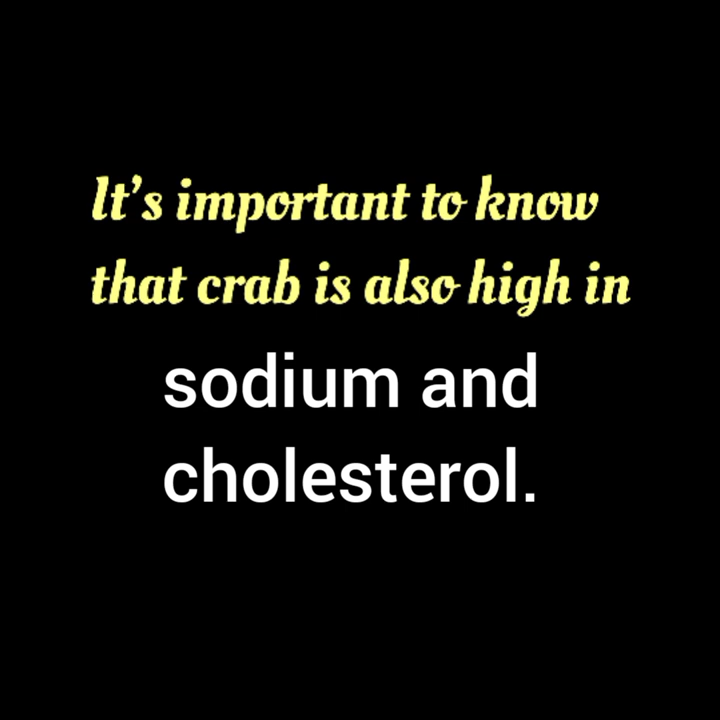 It’s important to know
that crab is also high in
sodium and
cholesterol.